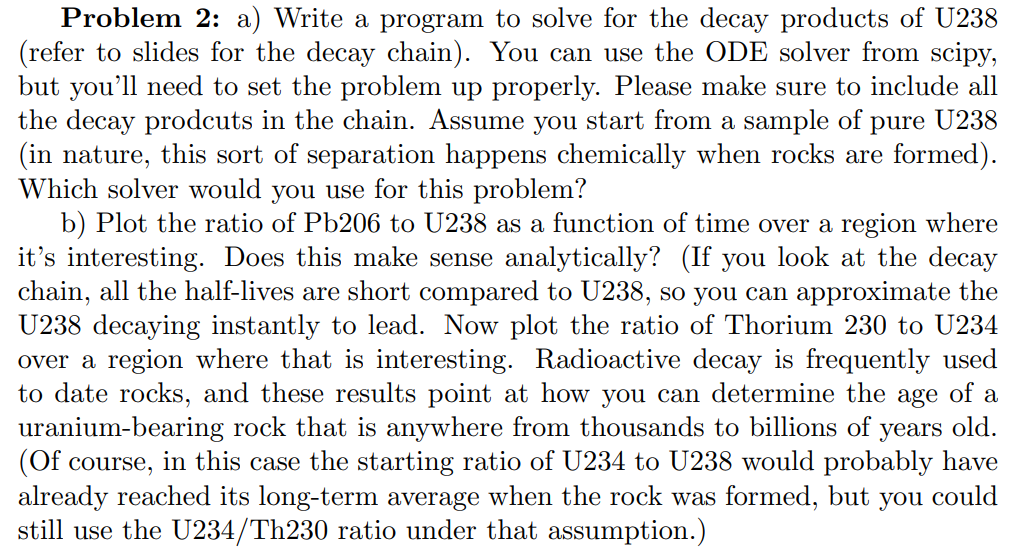 Problem 2: a) Write a program to solve for the decay products of U238
(refer to slides for the decay chain). You can use the ODE solver from scipy,
but you'll need to set the problem up properly. Please make sure to include all
the decay prodcuts in the chain. Assume you start from a sample of pure U238
(in nature, this sort of separation happens chemically when rocks are formed).
Which solver would you use for this problem?
b) Plot the ratio of Pb206 to U238 as a function of time over a region where
it's interesting. Does this make sense analytically? (If you look at the decay
chain, all the half-lives are short compared to U238, so you can approximate the
U238 decaying instantly to lead. Now plot the ratio of Thorium 230 to U234
over a region where that is interesting. Radioactive decay is frequently used
to date rocks, and these results point at how you can determine the age of a
uranium-bearing rock that is anywhere from thousands to billions of years old.
(Of course, in this case the starting ratio of U234 to U238 would probably have
already reached its long-term average when the rock was formed, but you could
still use the U234/Th230 ratio under that assumption.)